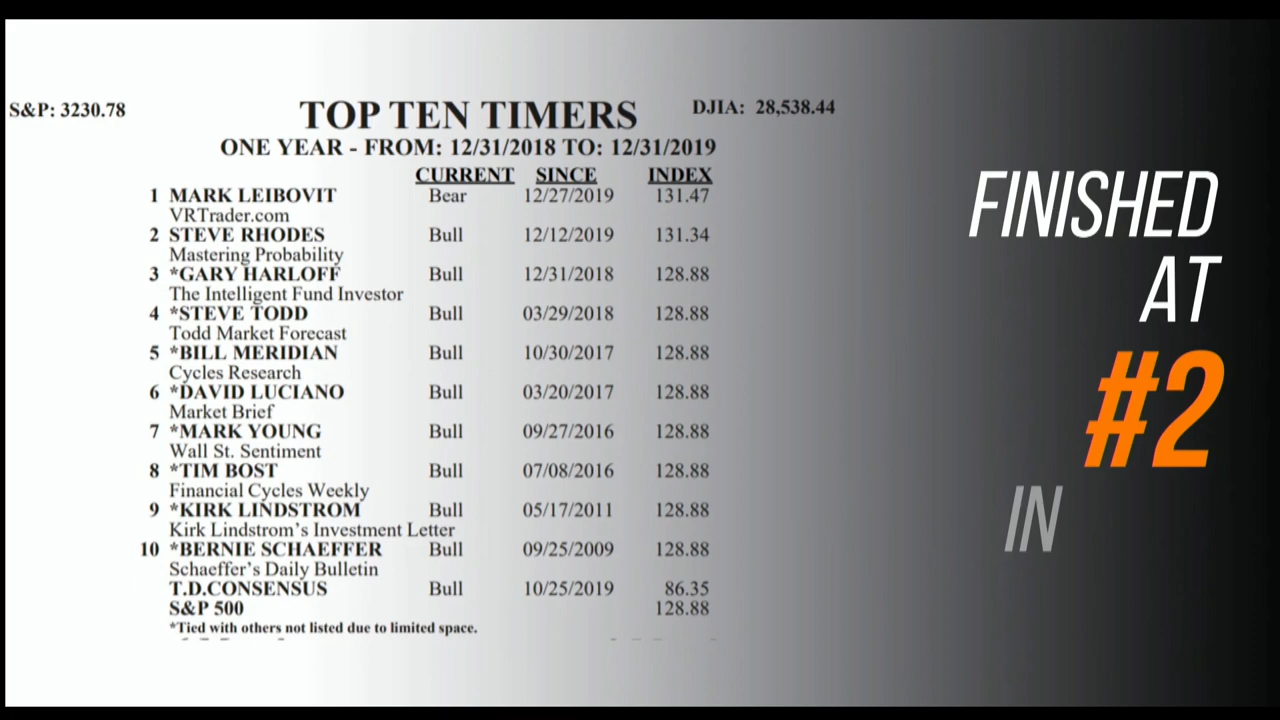 S&P: 3230.78
TOP TEN TIMERS
DJIA: 28,538.44
ONE YEAR - FROM: 12/31/2018 TO: 12/31/2019
CURRENT SINCE INDEX
1 MARK LEIBOVIT Bear 12/27/2019 131.47
VRTrader.com
2 STEVE RHODES Bull 12/12/2019 131.34
Mastering Probability
3 *GARY HARLOFF Bull 12/31/2018 128.88
The Intelligent Fund Investor
4 *STEVE TODD Bull 03/29/2018 128.88
Todd Market Forecast
5 *BILL MERIDIAN Bull 10/30/2017 128.88
Cycles Research
6 *DAVID LUCIANO Bull 03/20/2017 128.88
Market Brief
7 *MARK YOUNG Bull 09/27/2016 128.88
Wall St. Sentiment
8 *TIM BOST Bull 07/08/2016 128.88
Financial Cycles Weekly
9 *KIRK LINDSTROM Bull 05/17/2011 128.88
Kirk Lindstrom's Investment Letter
10 *BERNIE SCHAEFFER Bull 09/25/2009 128.88
Schaeffer's Daily Bulletin
T.D.CONSENSUS Bull 10/25/2019 86.35
S&P 500 128.88
*Tied with others not listed due to limited space.
FINISHED
AT
#2
IN